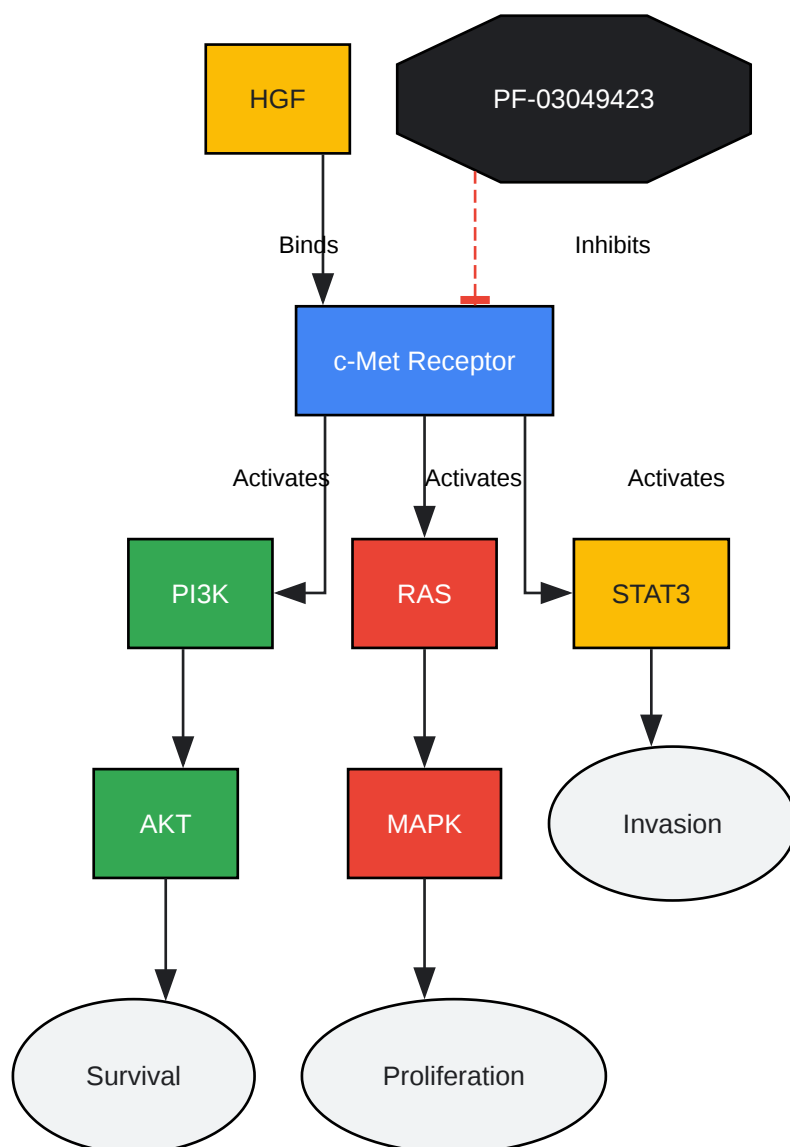 HGF
PF-03049423
Binds
Inhibits
c-Met Receptor
Activates
Activates
Activates
PI3K
RAS
STAT3
AKT
MAPK
Invasion
Survival
Proliferation